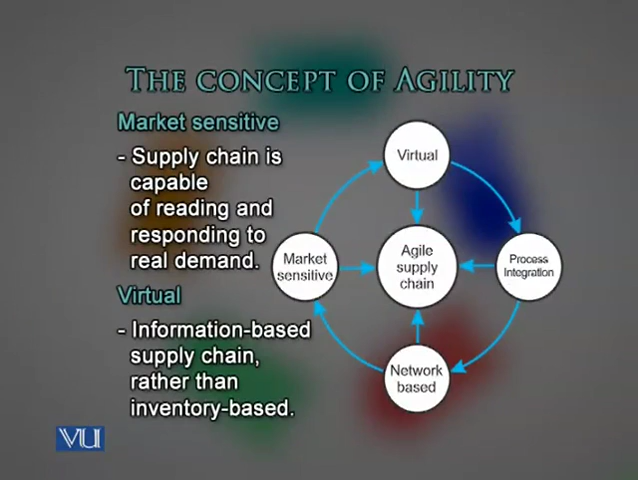 THE CONCEPT OF AGILITY
Market sensitive
- Supply chain is
capable
of reading and
responding to
real demand.
Virtual
- Information-based
supply chain,
rather than
inventory-based.
Virtual
Market
sensitive
Agile
supply
chain
Process
Integration
Network
based
VU